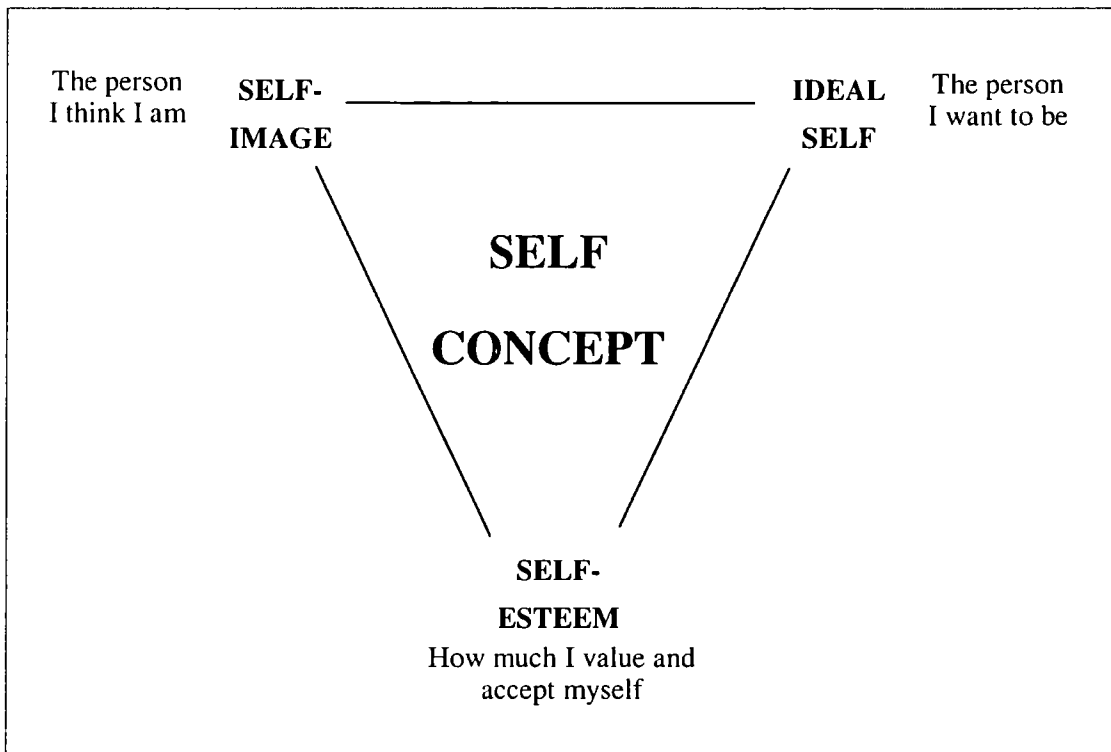 The person
I think I am
SELF-
IMAGE
IDEAL
SELF
The person
I want to be
SELF
CONCEPT
SELF-
ESTEEM
How much I value and
accept myself